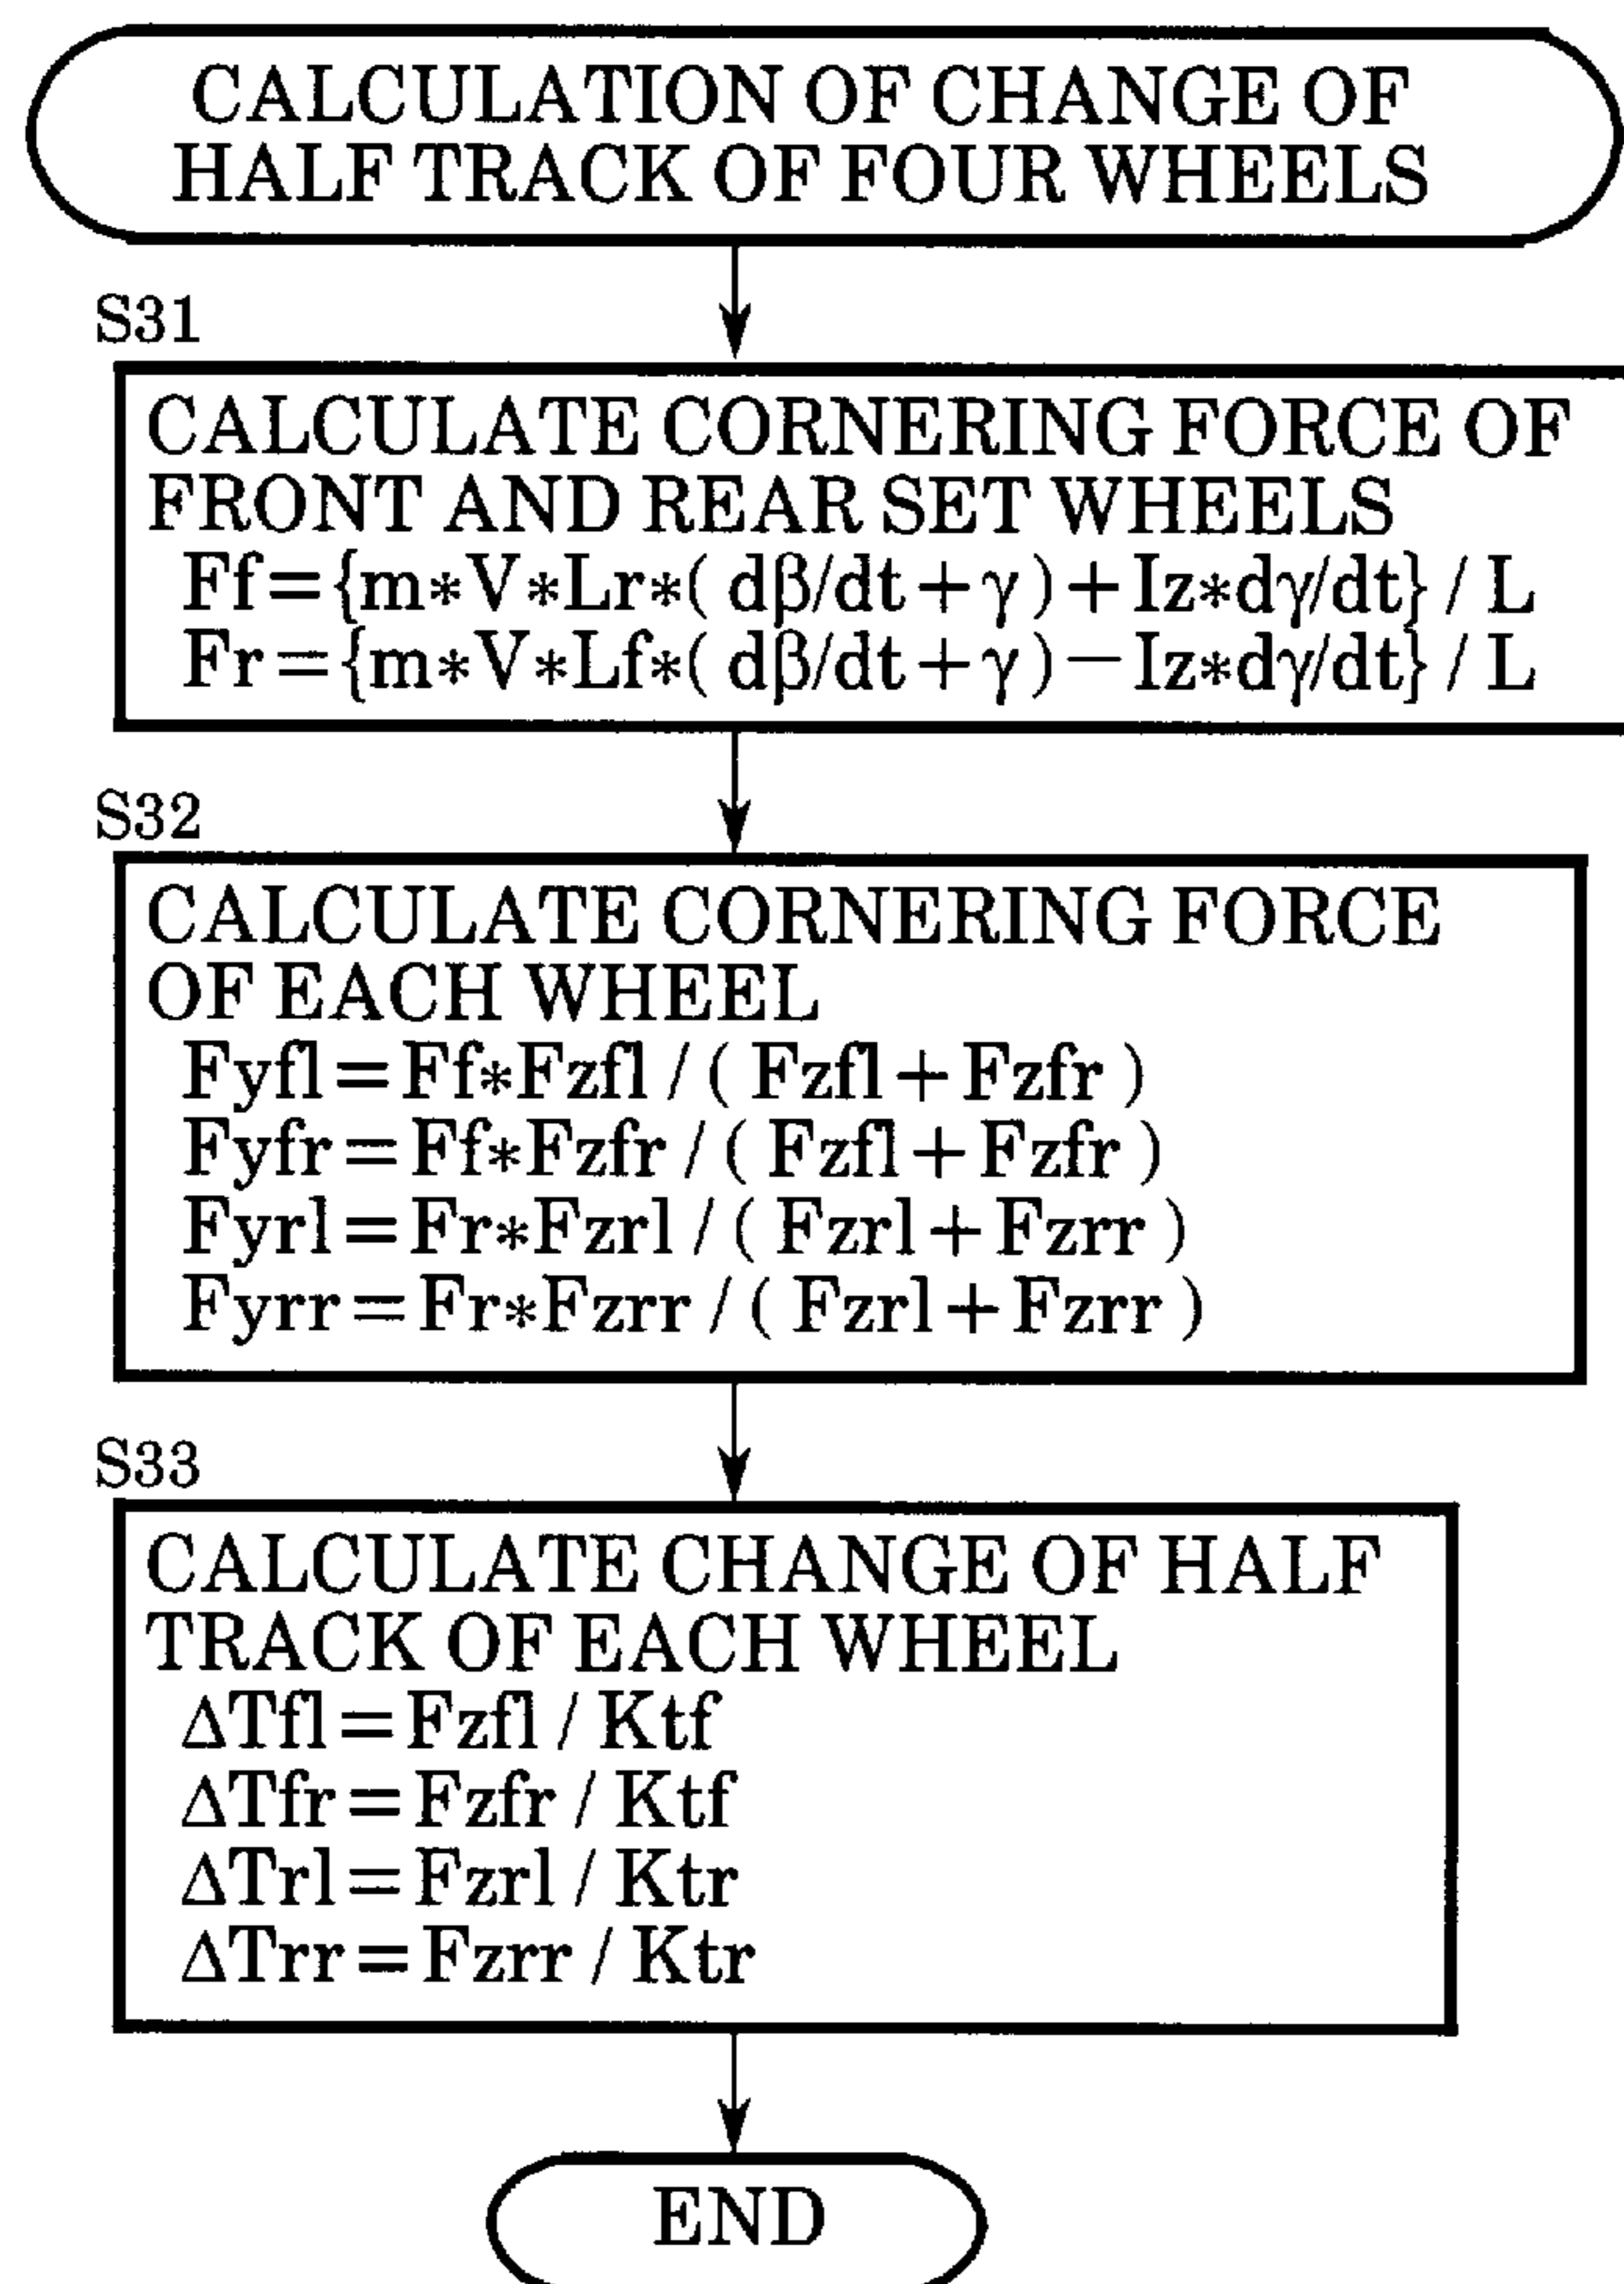 CALCULATION OF CHANGE OF
HALF TRACK OF FOUR WHEELS
S31
CALCULATE CORNERING FORCE OF
FRONT AND REAR SET WHEELS
Ff={m*V*Lr*( dβ/dt+γ)+Iz*dγ/dt} / L
Fr={m*V*Lf*( dβ/dt+γ)−Iz*dγ/dt} / L
S32
CALCULATE CORNERING FORCE
OF EACH WHEEL
Fyfl=Ff*Fzfl / ( Fzfl+Fzfr )
Fyfr=Ff*Fzfr / ( Fzfl+Fzfr )
Fyrl=Fr*Fzrl / ( Fzrl+Fzrr )
Fyrr=Fr*Fzrr / ( Fzrl+Fzrr )
S33
CALCULATE CHANGE OF HALF
TRACK OF EACH WHEEL
ΔTfl=Fzfl / Ktf
ΔTfr=Fzfr / Ktf
ΔTrl=Fzrl / Ktr
ΔTrr=Fzrr / Ktr
END